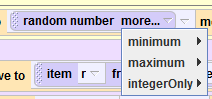 random number more...
minimum
maximum
ve to item r fr
integerOnly